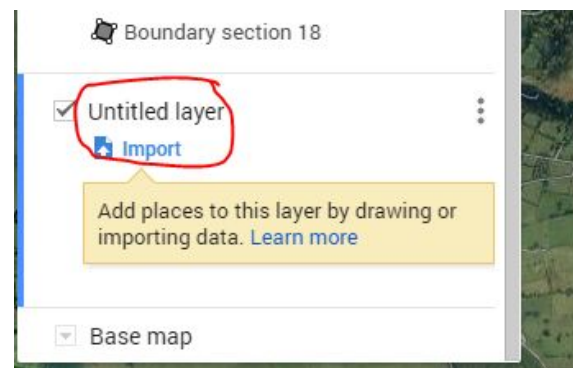 Boundary section 18
Untitled layer
Import
Add places to this layer by drawing or
importing data. Learn more
Base map